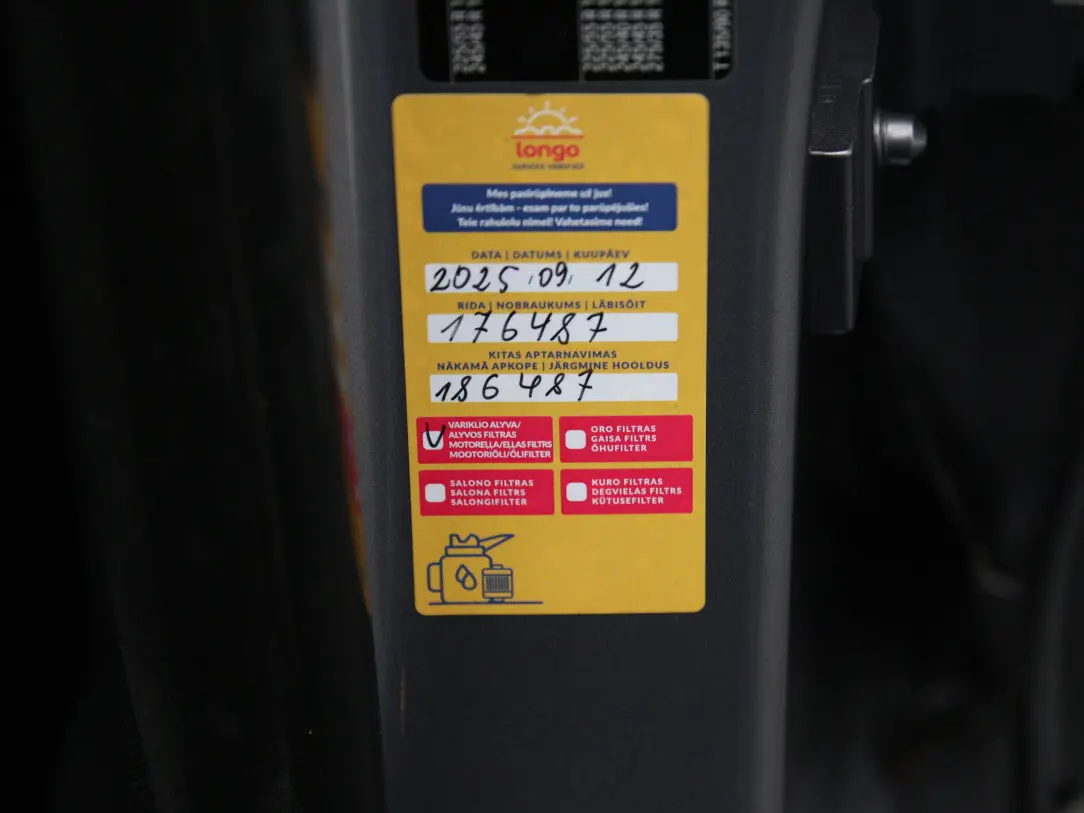 longo
Mes pasirūpinome už jus!
Jūsu ērtībām - esam par to parūpējušies!
Teie rahulolu nimel! Vahetasime need!
DATA | DATUMS | KUUPÄEV
2025.09.12
RIDA | NOBRAUKUMS | LÄBISÕIT
176487
KITAS APTARNAVIMAS
NĀKAMĀ APKOPE | JÄRGMINE HOOLDUS
186487
VARIKLIO ALYVA/
ALYVOS FILTRAS
MOTOREĻĻA/EĻĻAS FILTRS
MOOTORIÕLI/ÕLIFILTER
ORO FILTRAS
GAISA FILTRS
ÕHUFILTER
SALONO FILTRAS
SALONA FILTRS
SALONGIFILTER
KURO FILTRAS
DEGVIELAS FILTRS
KÜTUSEFILTER